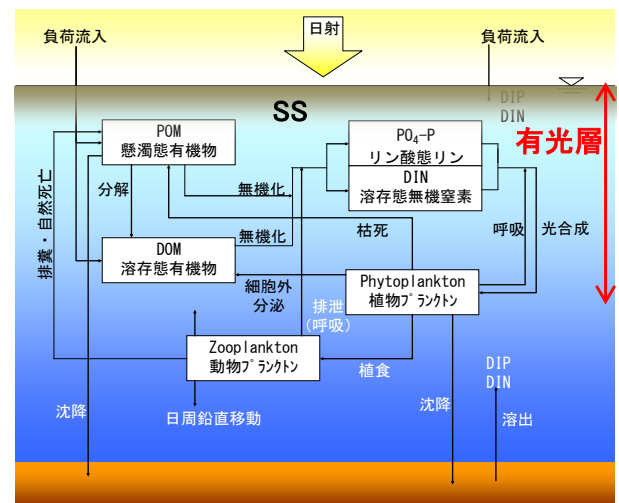 日射
負荷流入
負荷流入
DIP
DIN
SS
有光層
POM
懸濁態有機物
PO₄-P
リン酸態リン
DIN
溶存態無機窒素
分解
無機化
無機化
DOM
溶存態有機物
枯死
呼吸
光合成
排糞・自然死亡
細胞外
分泌
Phytoplankton
植物ﾌﾟﾗﾝｸﾄﾝ
排泄
(呼吸)
Zooplankton
動物ﾌﾟﾗﾝｸﾄﾝ
植食
DIP
DIN
沈降
日周鉛直移動
沈降
溶出